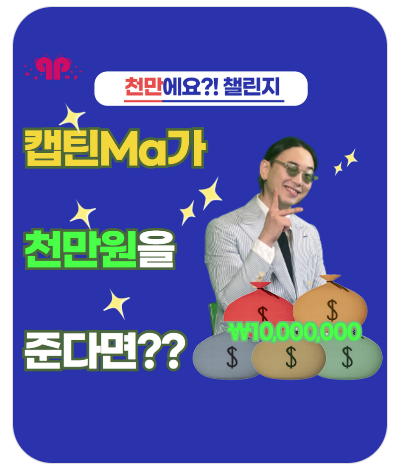 천만에요?! 챌린지
캡틴Ma가
천만원을
준다면??
$ $
₩10,000,000
$ $ $